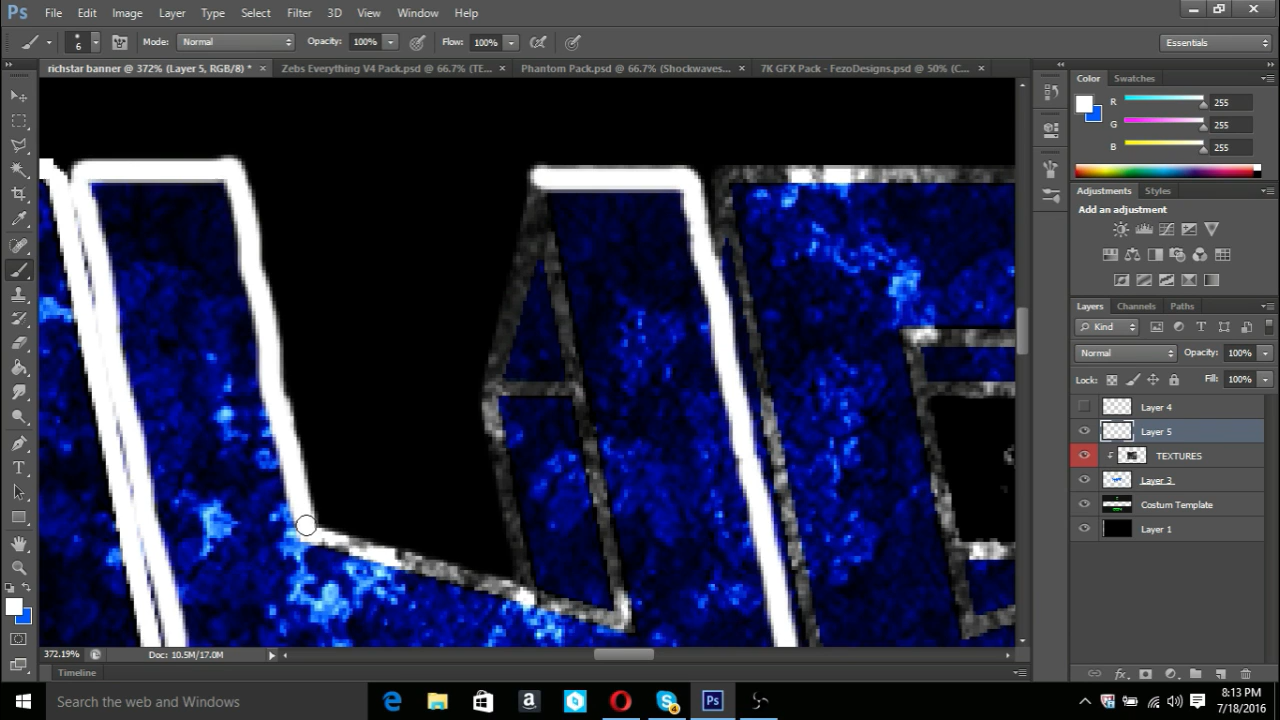 Ps File Edit Image Layer Type Select Filter 3D View Window Help
6 Mode: Normal Opacity: 100% Flow: 100% Essentials
richstar banner @ 372% (Layer 5, RGB/8) * × Zebs Everything V4 Pack.psd @ 66.7% (TE... × Phantom Pack.psd @ 66.7% (Shockwaves... × 7K GFX Pack - FezoDesigns.psd @ 50% (C... ×
Color Swatches
R 255
G 255
B 255
Adjustments Styles
Add an adjustment
Layers Channels Paths
Kind
Normal Opacity: 100%
Lock: Fill: 100%
Layer 4
Layer 5
TEXTURES
Layer 3
Costum Template
Layer 1
372.19% Doc: 10.5M/17.0M
Timeline
Search the web and Windows
4
Ps
8:13 PM
7/18/2016